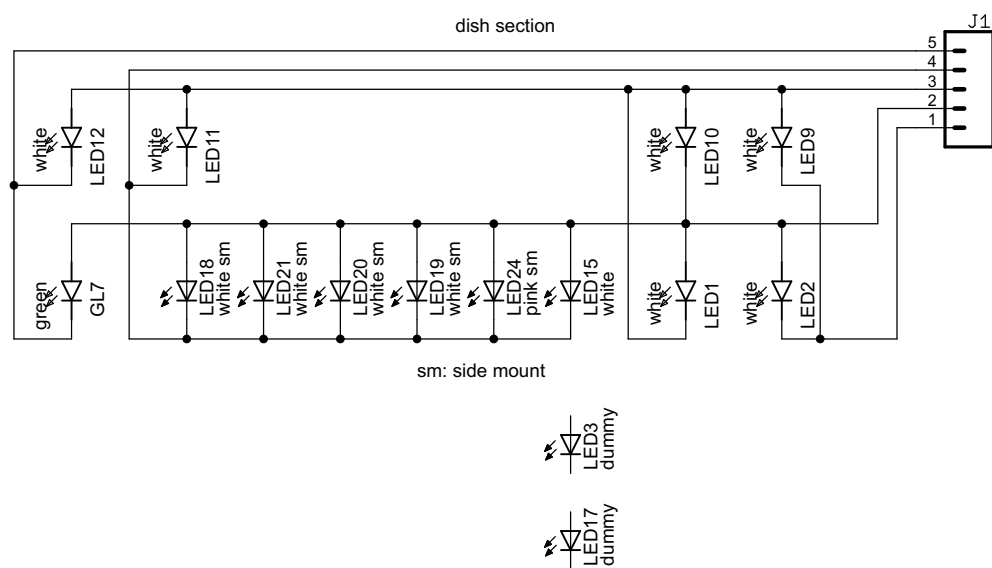 dish section
J1
5
4
3
2
1
white
LED12
white
LED11
white
LED10
white
LED9
green
GL7
LED18
white sm
LED21
white sm
LED20
white sm
LED19
white sm
LED24
pink sm
LED15
white
white
LED1
white
LED2
sm: side mount
LED3
dummy
LED17
dummy